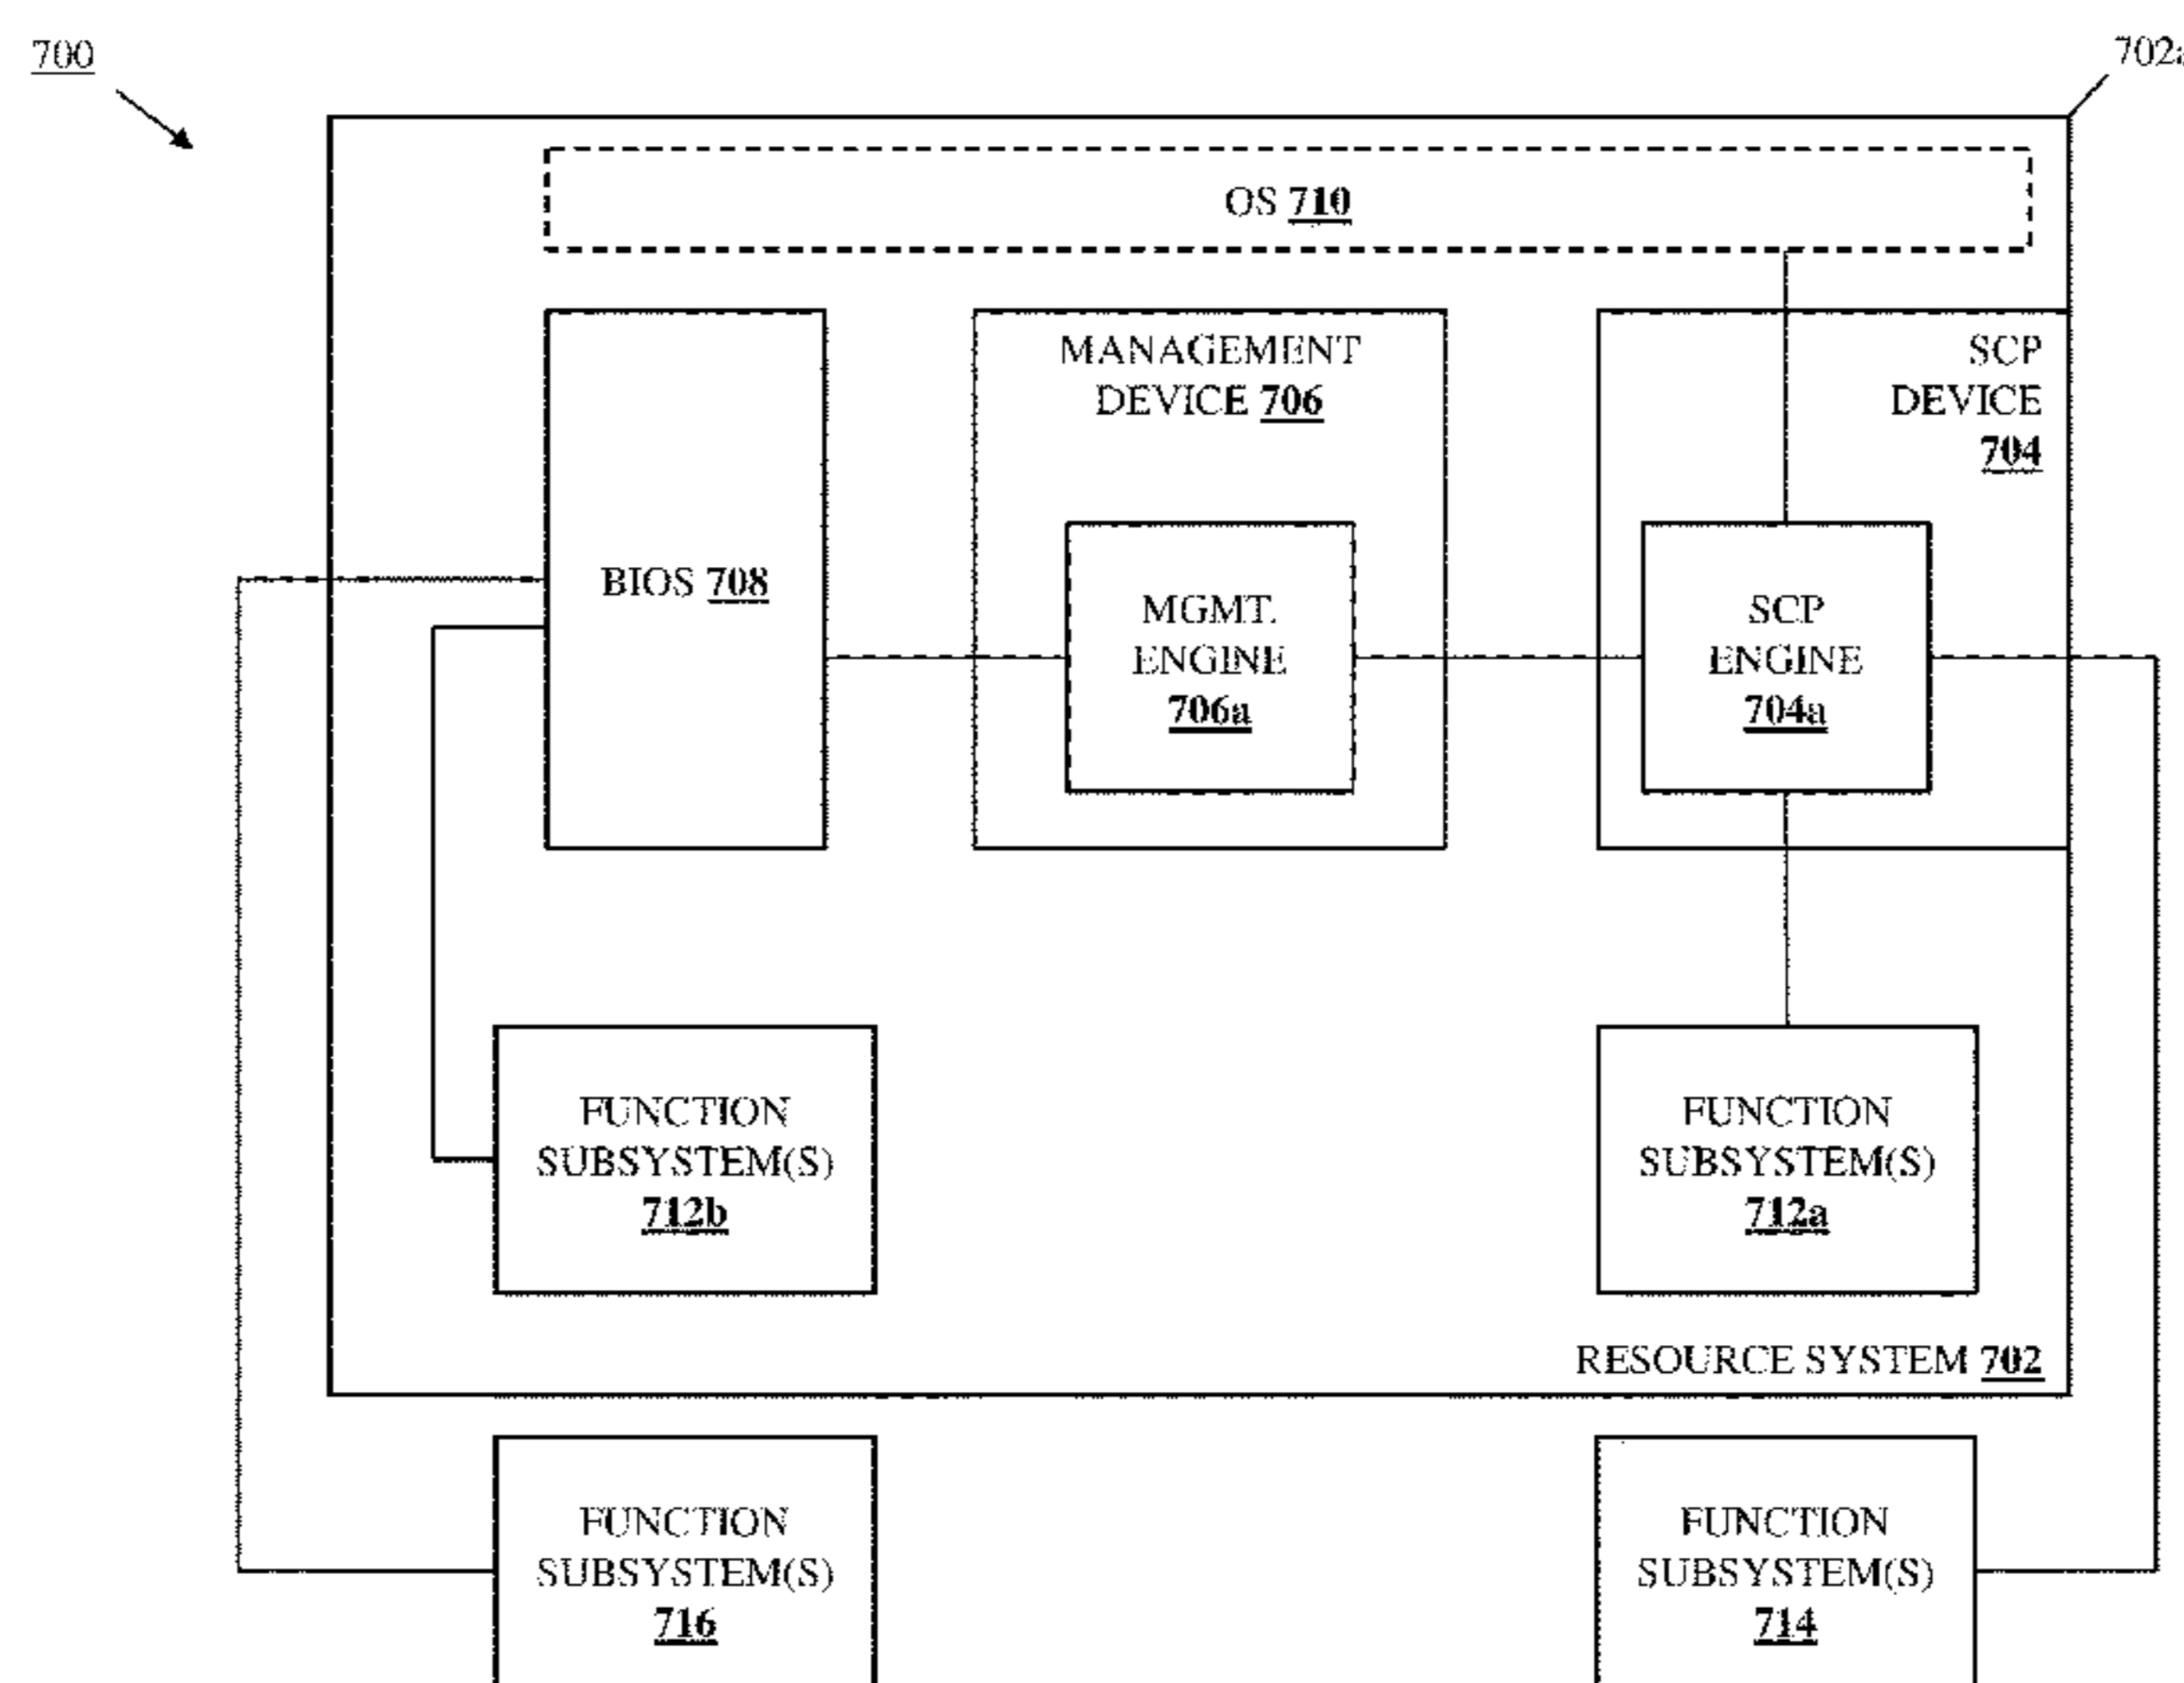 700
702a
OS 710
MANAGEMENT
DEVICE 706
SCP
DEVICE
704
BIOS 708
MGMT.
ENGINE
706a
SCP
ENGINE
704a
FUNCTION
SUBSYSTEM(S)
712b
FUNCTION
SUBSYSTEM(S)
712a
RESOURCE SYSTEM 702
FUNCTION
SUBSYSTEM(S)
716
FUNCTION
SUBSYSTEM(S)
714